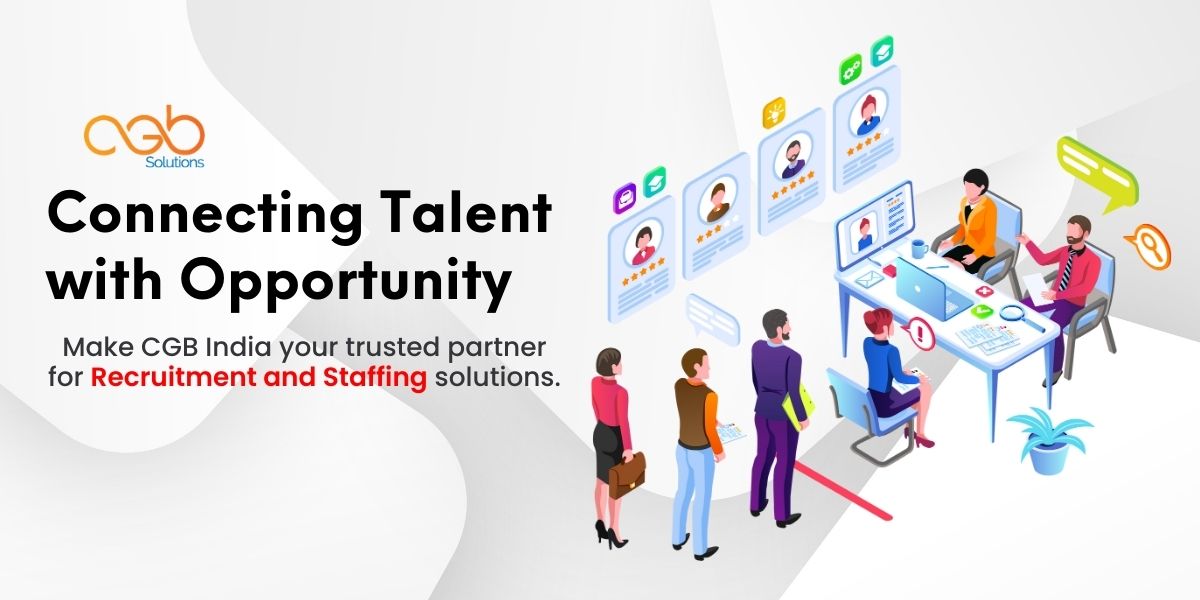 CGb
Solutions
Connecting Talent
with Opportunity
Make CGB India your trusted partner
for Recruitment and Staffing solutions.